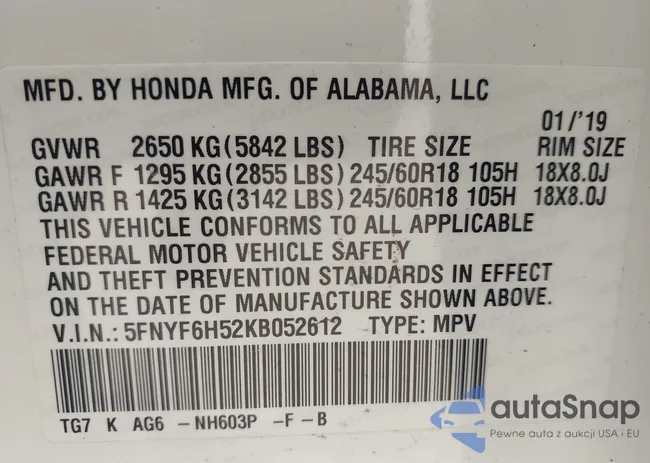 MFD. BY HONDA MFG. OF ALABAMA, LLC
01/'19
GVWR 2650 KG (5842 LBS) TIRE SIZE RIM SIZE
GAWR F 1295 KG (2855 LBS) 245/60R18 105H 18X8.0J
GAWR R 1425 KG (3142 LBS) 245/60R18 105H 18X8.0J
THIS VEHICLE CONFORMS TO ALL APPLICABLE
FEDERAL MOTOR VEHICLE SAFETY
AND THEFT PREVENTION STANDARDS IN EFFECT
ON THE DATE OF MANUFACTURE SHOWN ABOVE.
V.I.N.: 5FNYF6H52KB052612 TYPE: MPV
TG7 K AG6 -NH603P -F -B
autaSnap
Pewne auta z aukcji USA i EU